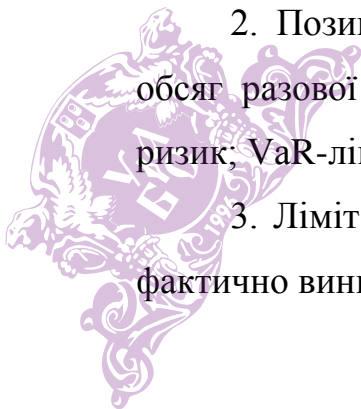 2. Пози
обсяг разової
ризик; VaR-лі
3. Ліміт
фактично вин